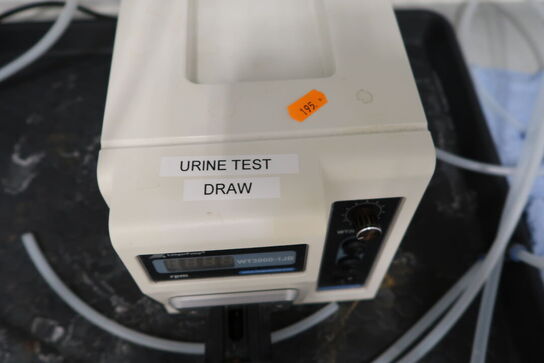 195.-
URINE TEST
DRAW
WT3000-1JB
rpm